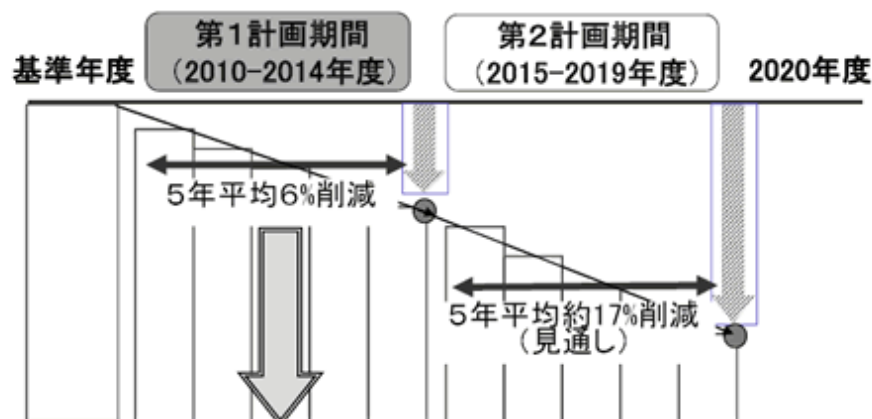 基準年度
第１計画期間
（2010−2014年度）
第２計画期間
（2015−2019年度）
2020年度
５年平均6%削減
５年平均約17%削減
（見通し）